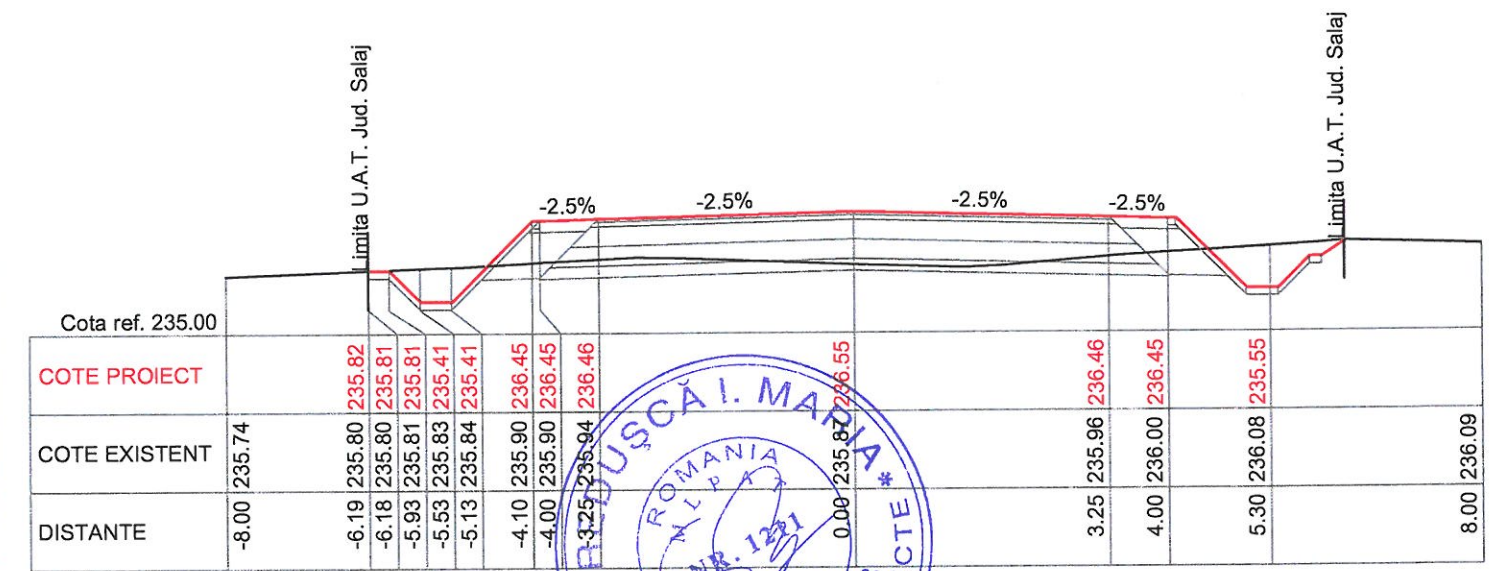 Limita U.A.T. Jud. Salaj
Limita U.A.T. Jud. Salaj
-2.5% -2.5% -2.5% -2.5%
Cota ref. 235.00
COTE PROIECT 235.82 235.81 235.81 235.41 235.41 236.45 236.45 236.46 236.55 236.46 236.45 235.55
COTE EXISTENT 235.74 235.80 235.80 235.81 235.83 235.84 235.90 235.90 235.94 235.87 235.96 236.00 236.08 236.09
DISTANTE -8.00 -6.19 -6.18 -5.93 -5.53 -5.13 -4.10 -4.00 -3.25 0.00 3.25 4.00 5.30 8.00
REDUȘCĂ I. MARIA *
ROMANIA
NR.
CTE *